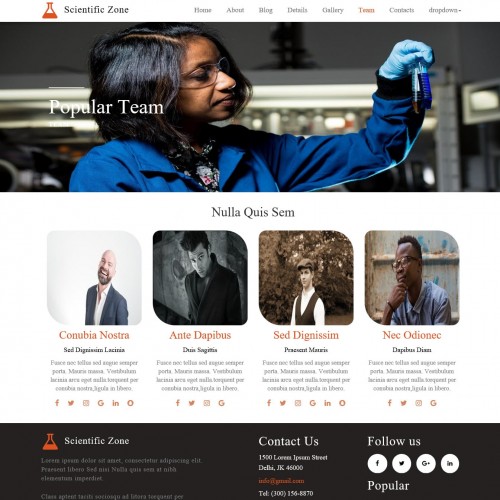 Scientific Zone
Home About Blog Details Gallery Team Contacts dropdown
Popular Team
Nulla Quis Sem
Conubia Nostra
Sed Dignissim Lacinia
Fusce nec tellus sed augue semper
porta. Mauris massa. Vestibulum
lacinia arcu eget nulla torquent per
conubia nostra,ligula in libero.
Ante Dapibus
Duis Sagittis
Fusce nec tellus sed augue semper
porta. Mauris massa. Vestibulum
lacinia arcu eget nulla torquent per
conubia nostra,ligula in libero.
Sed Dignissim
Praesent Mauris
Fusce nec tellus sed augue semper
porta. Mauris massa. Vestibulum
lacinia arcu eget nulla torquent per
conubia nostra,ligula in libero.
Nec Odionec
Dapibus Diam
Fusce nec tellus sed augue semper
porta. Mauris massa. Vestibulum
lacinia arcu eget nulla torquent per
conubia nostra,ligula in libero.
Scientific Zone
Lorem ipsum dolor sit amet, consectetur adipiscing
elit. Praesent libero Sed nisi Nulla quis sem at nibh
elementum imperdiet.
Class aptent taciti sociosqu ad litora torquent per
Contact Us
1500 Lorem Ipsum Street
Delhi, JK 46000
Tel: (300) 156-8870
Follow us
Popular